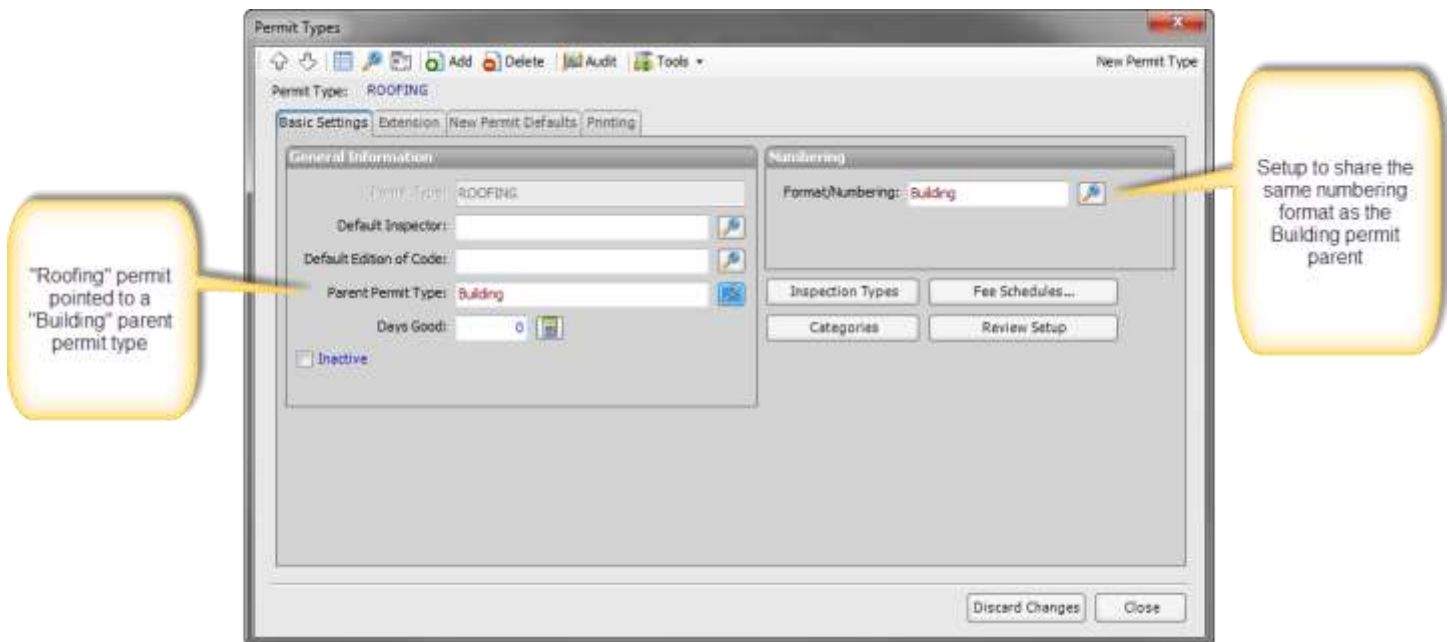 Permit Types
Add Delete Audit Tools
New Permit Type
Permit Type: ROOFING
Basic Settings Extension New Permit Defaults Printing
General Information
Permit Type: ROOFING
Default Inspector:
Default Edition of Code:
Parent Permit Type: Building
Days Good: 0
Inactive
Numbering
Format/Numbering: Building
Inspection Types Fee Schedules...
Categories Review Setup
Discard Changes Close
"Roofing" permit
pointed to a
"Building" parent
permit type
Setup to share the
same numbering
format as the
Building permit
parent